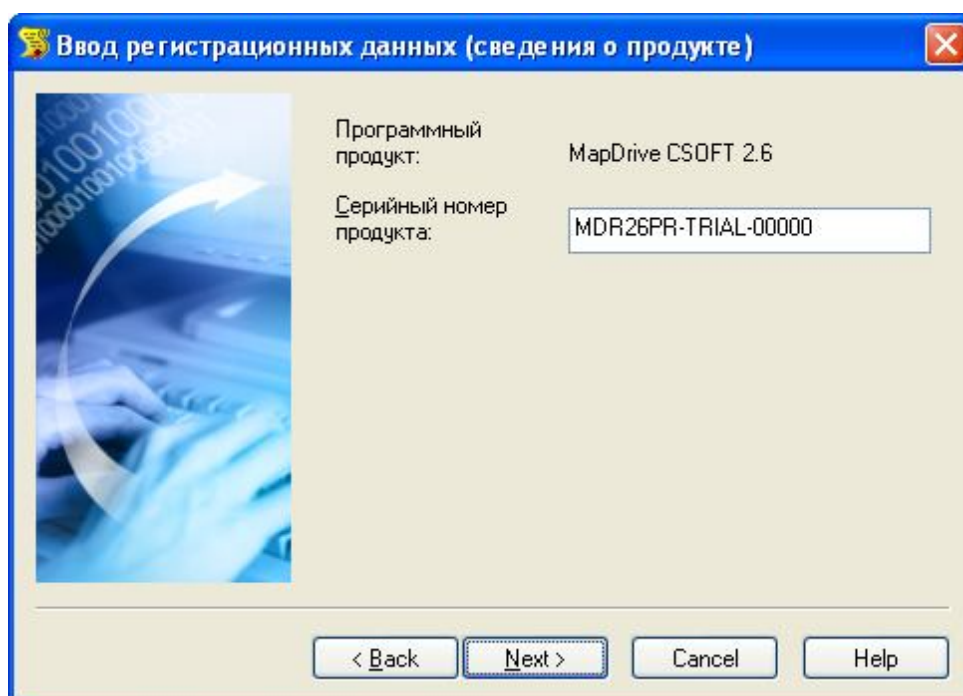 Ввод регистрационных данных (сведения о продукте)
Программный
продукт:
MapDrive CSOFT 2.6
Серийный номер
продукта:
MDR26PR-TRIAL-00000
< Back
Next >
Cancel
Help